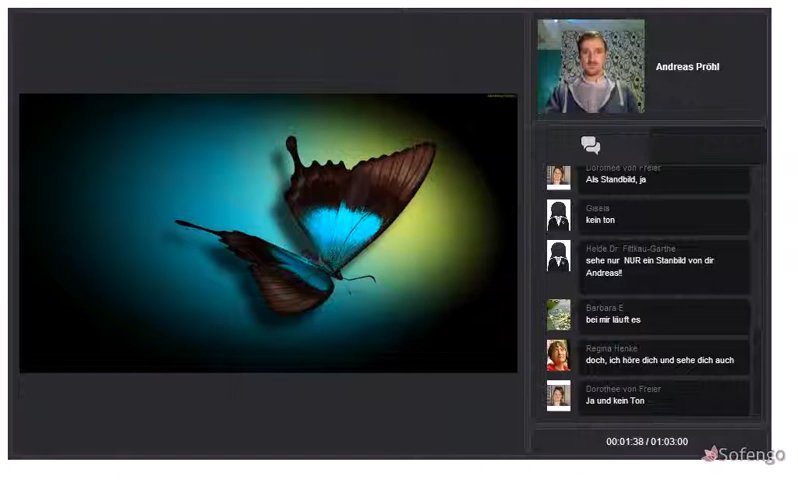 Andreas Pröhl
Dorothee von Freier
Als Standbild, ja
Gisela
kein ton
Heide Dr. Fittkau-Garthe
sehe nur NUR ein Stanbild von dir
Andreas!!
Barbara E
bei mir läuft es
Regina Henke
doch, ich höre dich und sehe dich auch
Dorothee von Freier
Ja und kein Ton
00:01:38 / 01:03:00
Sofengo